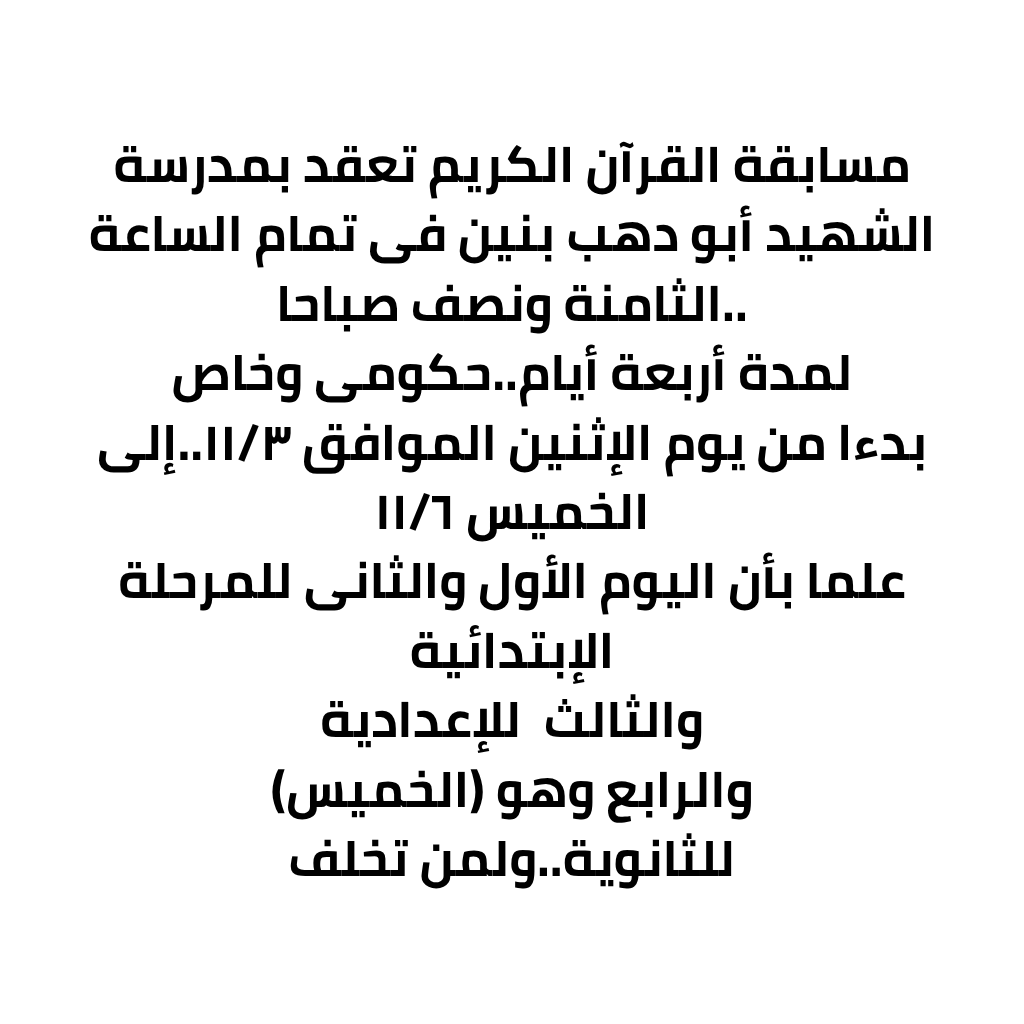 مسابقة القرآن الكريم تعقد بمدرسة
الشهيد أبو دهب بنين فى تمام الساعة
الثامنة ونصف صباحا..
لمدة أربعة أيام..حكومى وخاص
بدءا من يوم الإثنين الموافق ١١/٣..إلى
الخميس ١١/٦
علما بأن اليوم الأول والثانى للمرحلة
الإبتدائية
والثالث  للإعدادية
والرابع وهو (الخميس)
للثانوية..ولمن تخلف